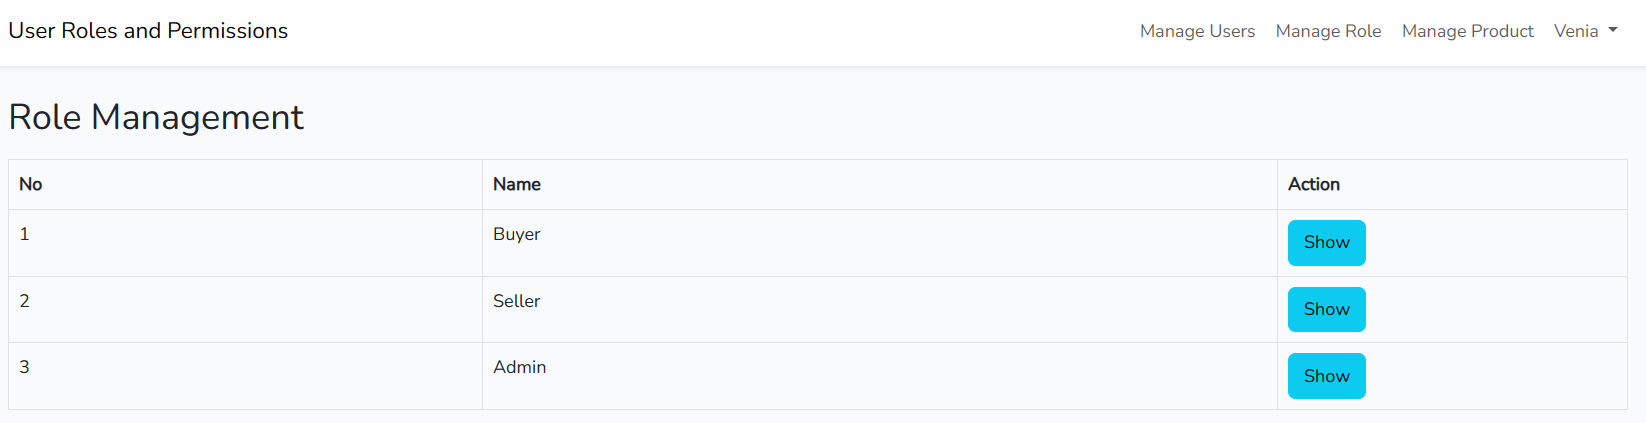 User Roles and Permissions Manage Users Manage Role Manage Product Venia
Role Management
No Name Action
1 Buyer Show
2 Seller Show
3 Admin Show